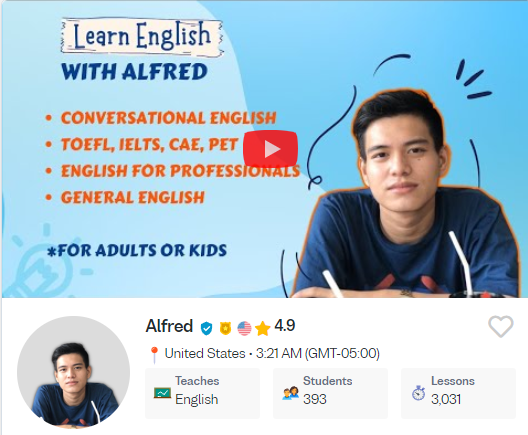 Learn English
WITH ALFRED
• CONVERSATIONAL ENGLISH
• TOEFL, IELTS, CAE, PET
• ENGLISH FOR PROFESSIONALS
• GENERAL ENGLISH
*FOR ADULTS OR KIDS
Alfred 4.9
United States • 3:21 AM (GMT-05:00)
Teaches
English
Students
393
Lessons
3,031